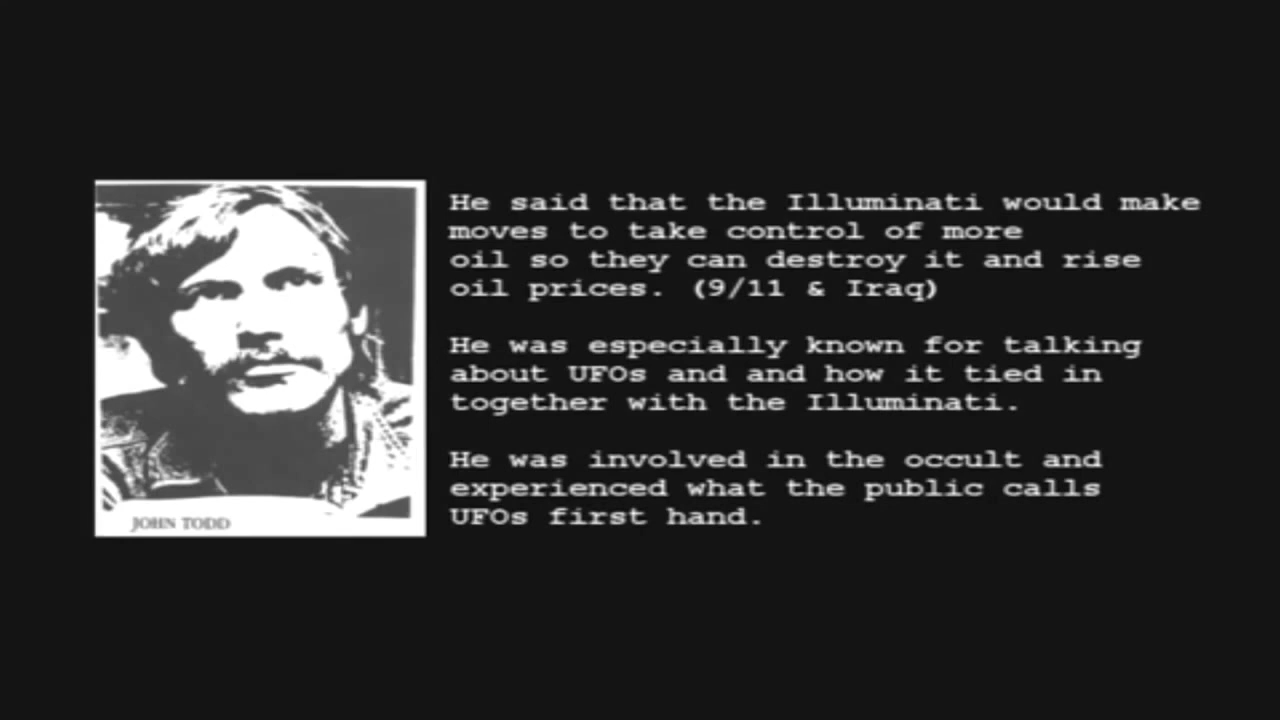 He said that the Illuminati would make
moves to take control of more
oil so they can destroy it and rise
oil prices. (9/11 & Iraq)
He was especially known for talking
about UFOs and and how it tied in
together with the Illuminati.
He was involved in the occult and
experienced what the public calls
UFOs first hand.
JOHN TODD